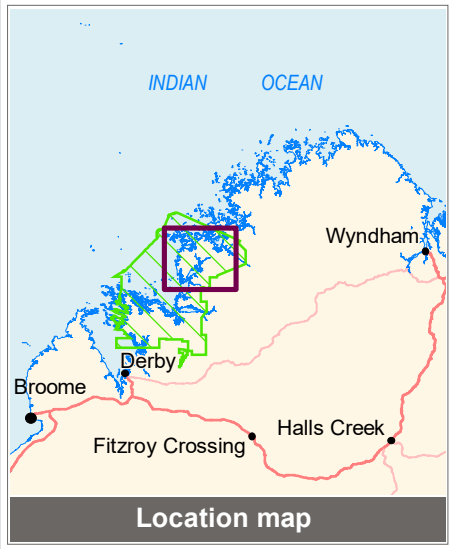 INDIAN OCEAN
Wyndham
Derby
Broome
Halls Creek
Fitzroy Crossing
Location map